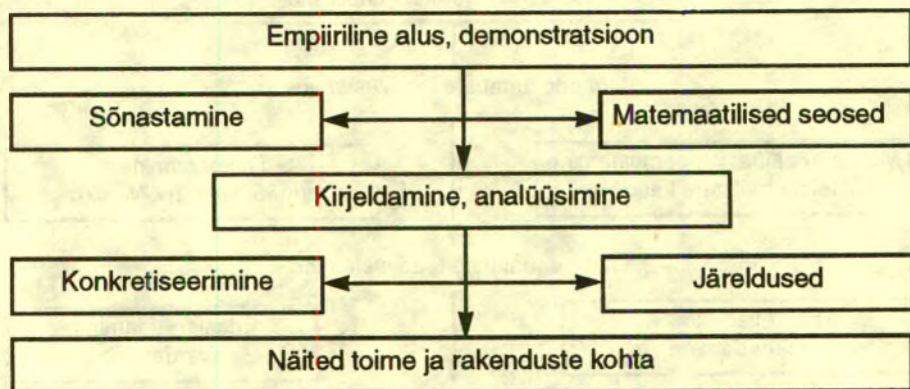 Empiiriline alus, demonstratsioon
Sõnastamine
Matemaatilised seosed
Kirjeldamine, analüüsimine
Konkretiseerimine
Järeldused
Näited toime ja rakenduste kohta